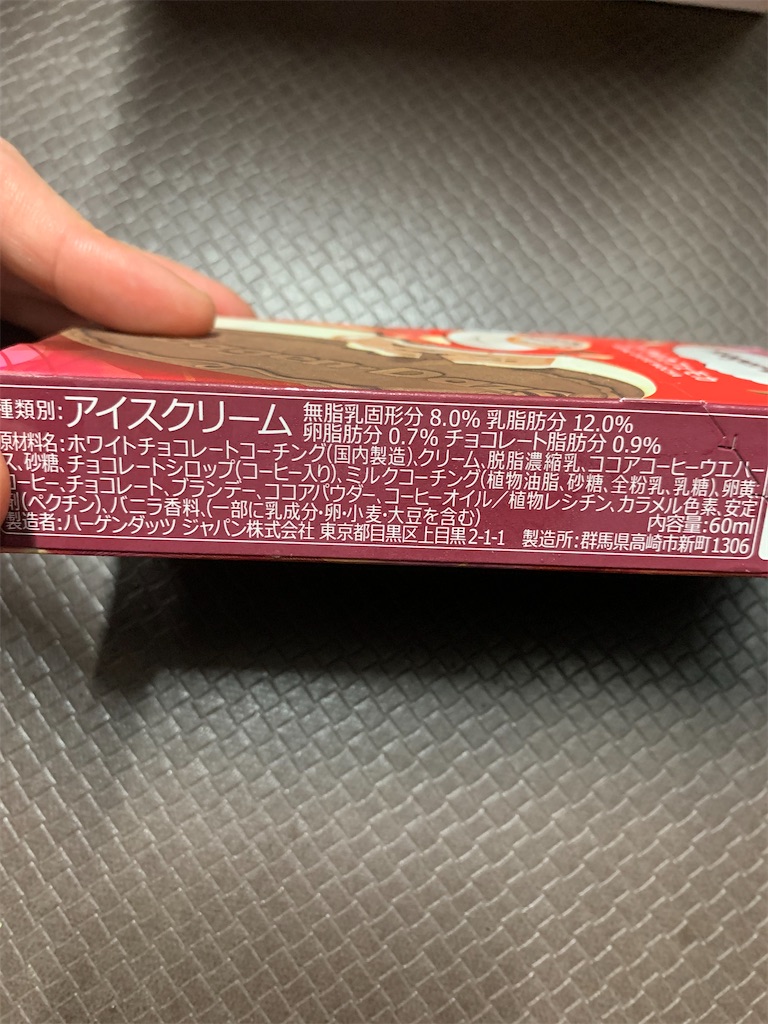 種類別:アイスクリーム 無脂乳固形分 8.0% 乳脂肪分 12.0%
卵脂肪分 0.7% チョコレート脂肪分 0.9%
原材料名:ホワイトチョコレートコーチング(国内製造)、クリーム、脱脂濃縮乳、ココアコーヒーウエハー
ス、砂糖、チョコレートシロップ(コーヒー入り)、ミルクコーチング(植物油脂、砂糖、全粉乳、乳糖)、卵黄、
コーヒー、チョコレート、ブランデー、ココアパウダー、コーヒーオイル/植物レシチン、カラメル色素、安定
剤(ペクチン)、バニラ香料、(一部に乳成分・卵・小麦・大豆を含む) 内容量:60ml
製造者:ハーゲンダッツ ジャパン株式会社 東京都目黒区上目黒2-1-1 製造所:群馬県高崎市新町1306